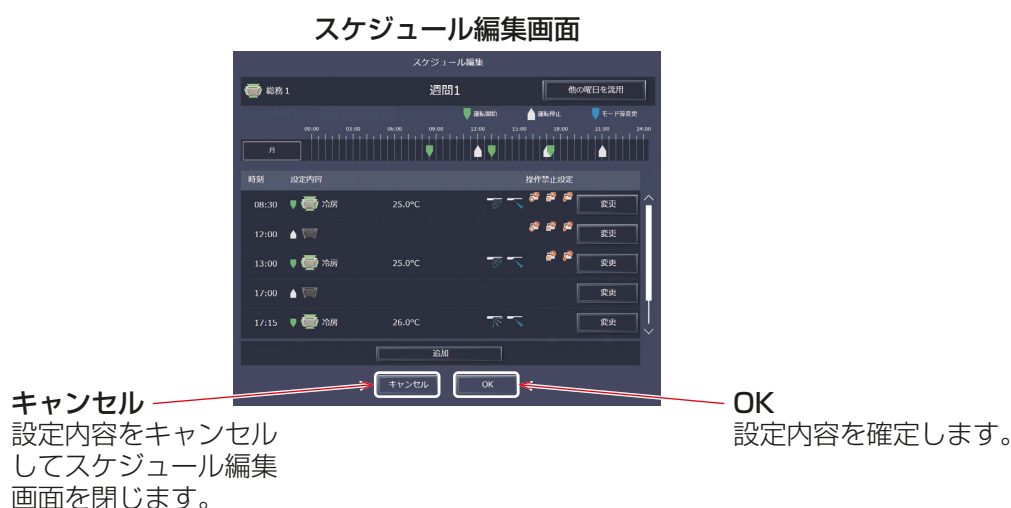 スケジュール編集画面
スケジュール編集
総務1 週間1 他の曜日を流用
運転開始 運転停止 モード等変更
00:00 03:00 06:00 09:00 12:00 15:00 18:00 21:00 24:00
月
時刻 設定内容 操作禁止設定
08:30 冷房 25.0°C 変更
12:00 変更
13:00 冷房 25.0°C 変更
17:00 変更
17:15 冷房 26.0°C 変更
追加
キャンセル OK
キャンセル
設定内容をキャンセル
してスケジュール編集
画面を閉じます。
OK
設定内容を確定します。